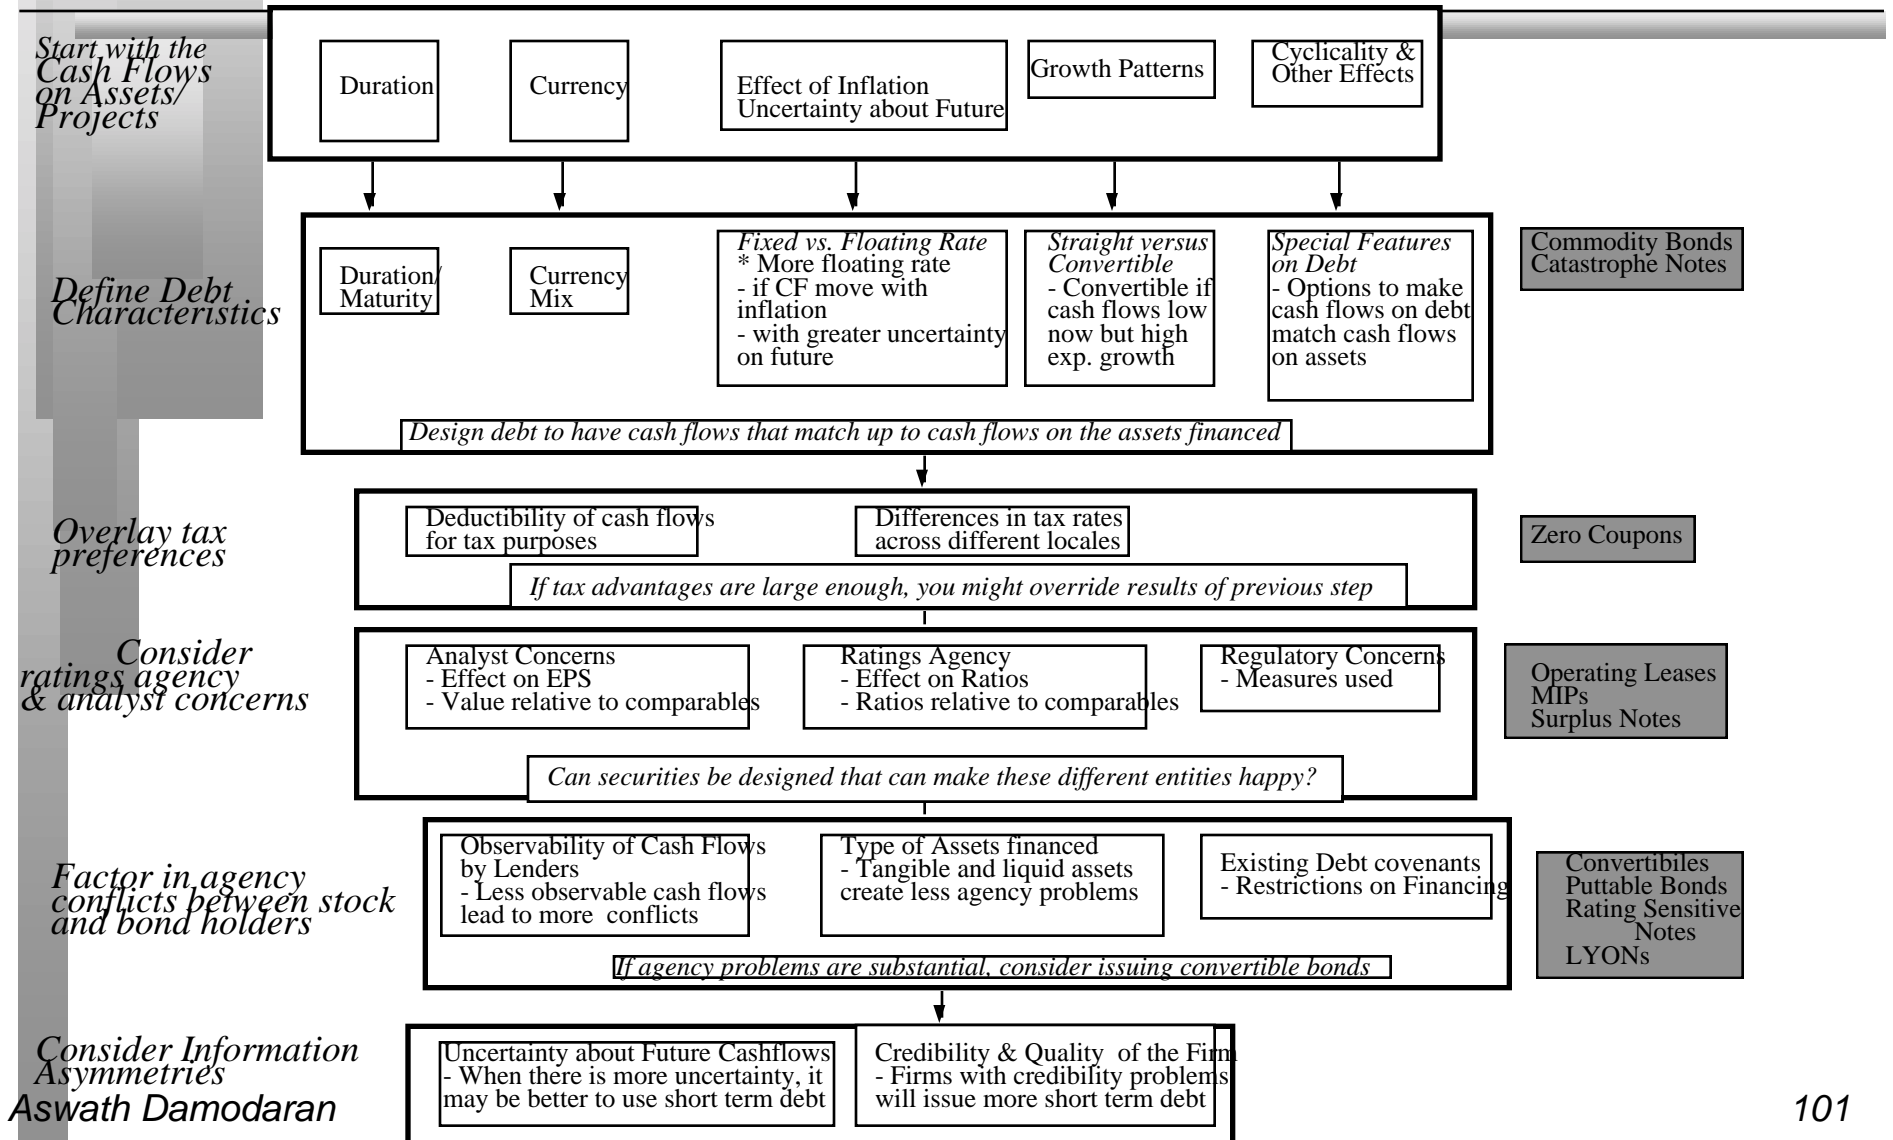 Start with the
Cash Flows
on Assets/
Projects
Duration
Currency
Effect of Inflation
Uncertainty about Future
Growth Patterns
Cyclicality &
Other Effects
Define Debt
Characteristics
Duration/
Maturity
Currency
Mix
Fixed vs. Floating Rate
* More floating rate
- if CF move with
inflation
- with greater uncertainty
on future
Straight versus
Convertible
- Convertible if
cash flows low
now but high
exp. growth
Special Features
on Debt
- Options to make
cash flows on debt
match cash flows
on assets
Commodity Bonds
Catastrophe Notes
Design debt to have cash flows that match up to cash flows on the assets financed
Overlay tax
preferences
Deductibility of cash flows
for tax purposes
Differences in tax rates
across different locales
Zero Coupons
If tax advantages are large enough, you might override results of previous step
Consider
ratings agency
& analyst concerns
Analyst Concerns
- Effect on EPS
- Value relative to comparables
Ratings Agency
- Effect on Ratios
- Ratios relative to comparables
Regulatory Concerns
- Measures used
Operating Leases
MIPs
Surplus Notes
Can securities be designed that can make these different entities happy?
Factor in agency
conflicts between stock
and bond holders
Observability of Cash Flows
by Lenders
- Less observable cash flows
lead to more conflicts
Type of Assets financed
- Tangible and liquid assets
create less agency problems
Existing Debt covenants
- Restrictions on Financing
Convertibiles
Puttable Bonds
Rating Sensitive
Notes
LYONs
If agency problems are substantial, consider issuing convertible bonds
Consider Information
Asymmetries
Uncertainty about Future Cashflows
- When there is more uncertainty, it
may be better to use short term debt
Credibility & Quality of the Firm
- Firms with credibility problems
will issue more short term debt
Aswath Damodaran
101